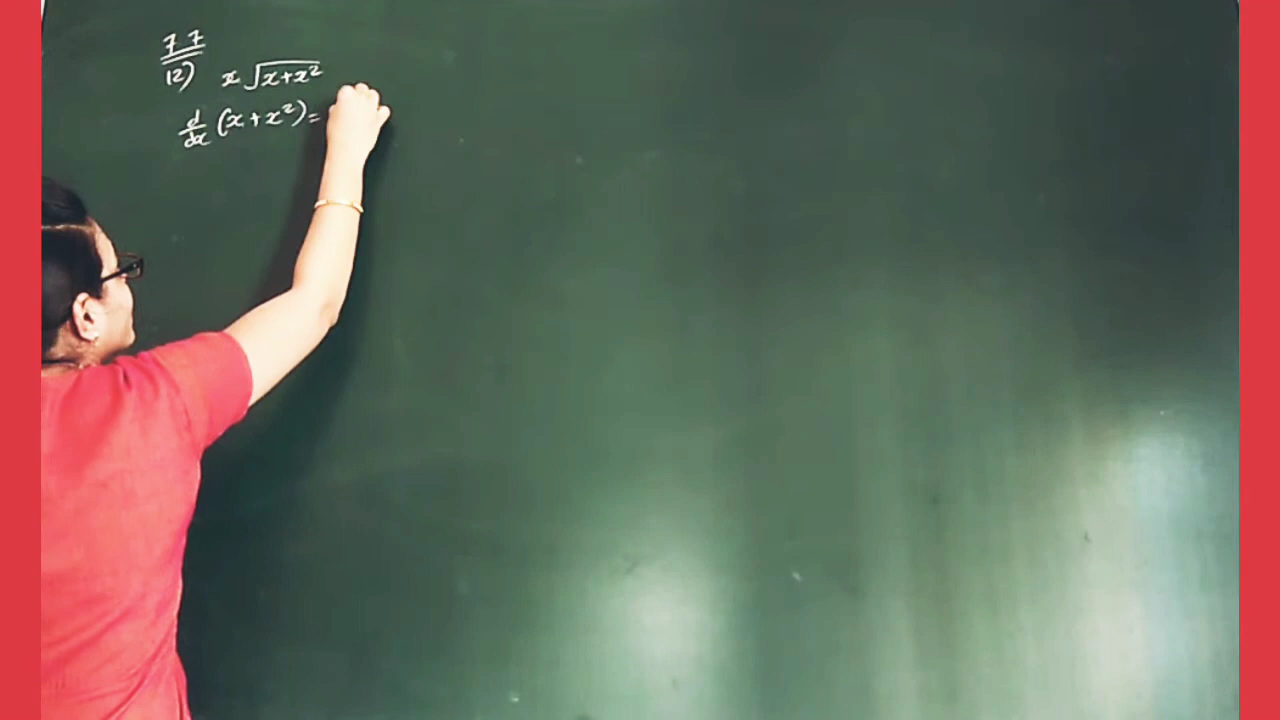 7.7
12) x √x+x²
d/dx (x+x²)=